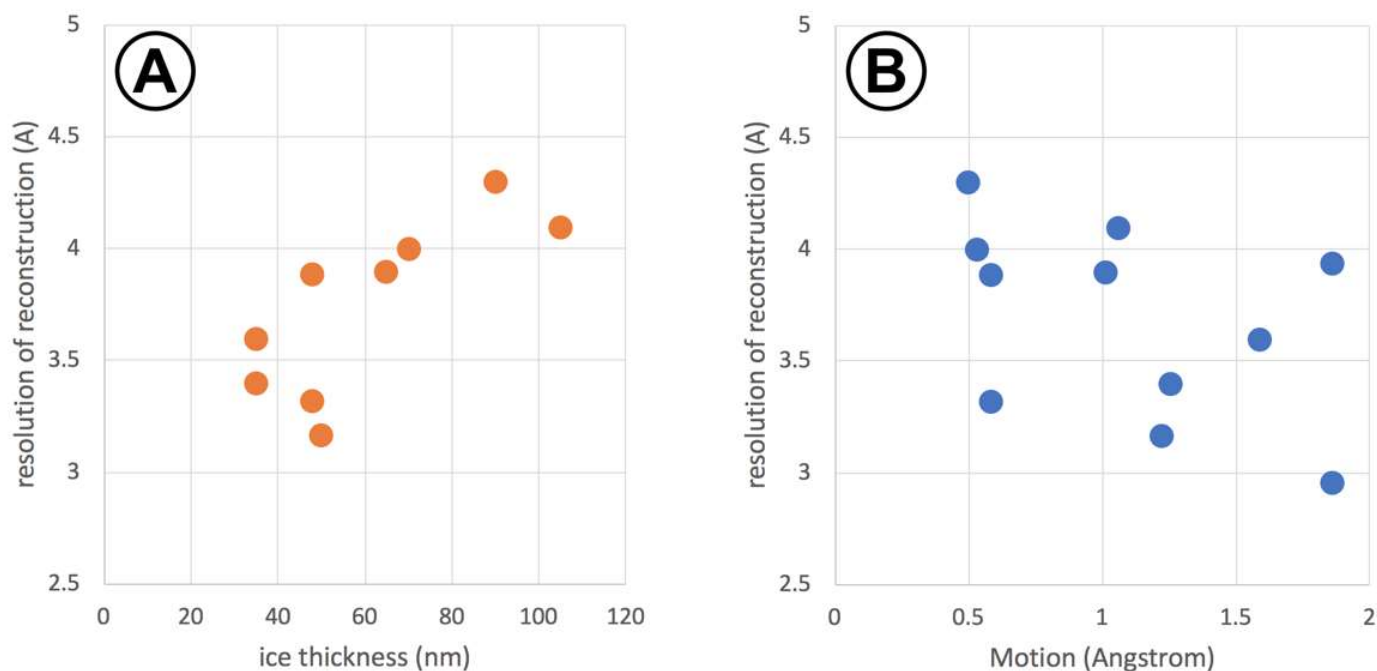 A
5
4.5
4
3.5
3
2.5
resolution of reconstruction (A)
0 20 40 60 80 100 120
ice thickness (nm)
B
5
4.5
4
3.5
3
2.5
resolution of reconstruction (A)
0 0.5 1 1.5 2
Motion (Angstrom)